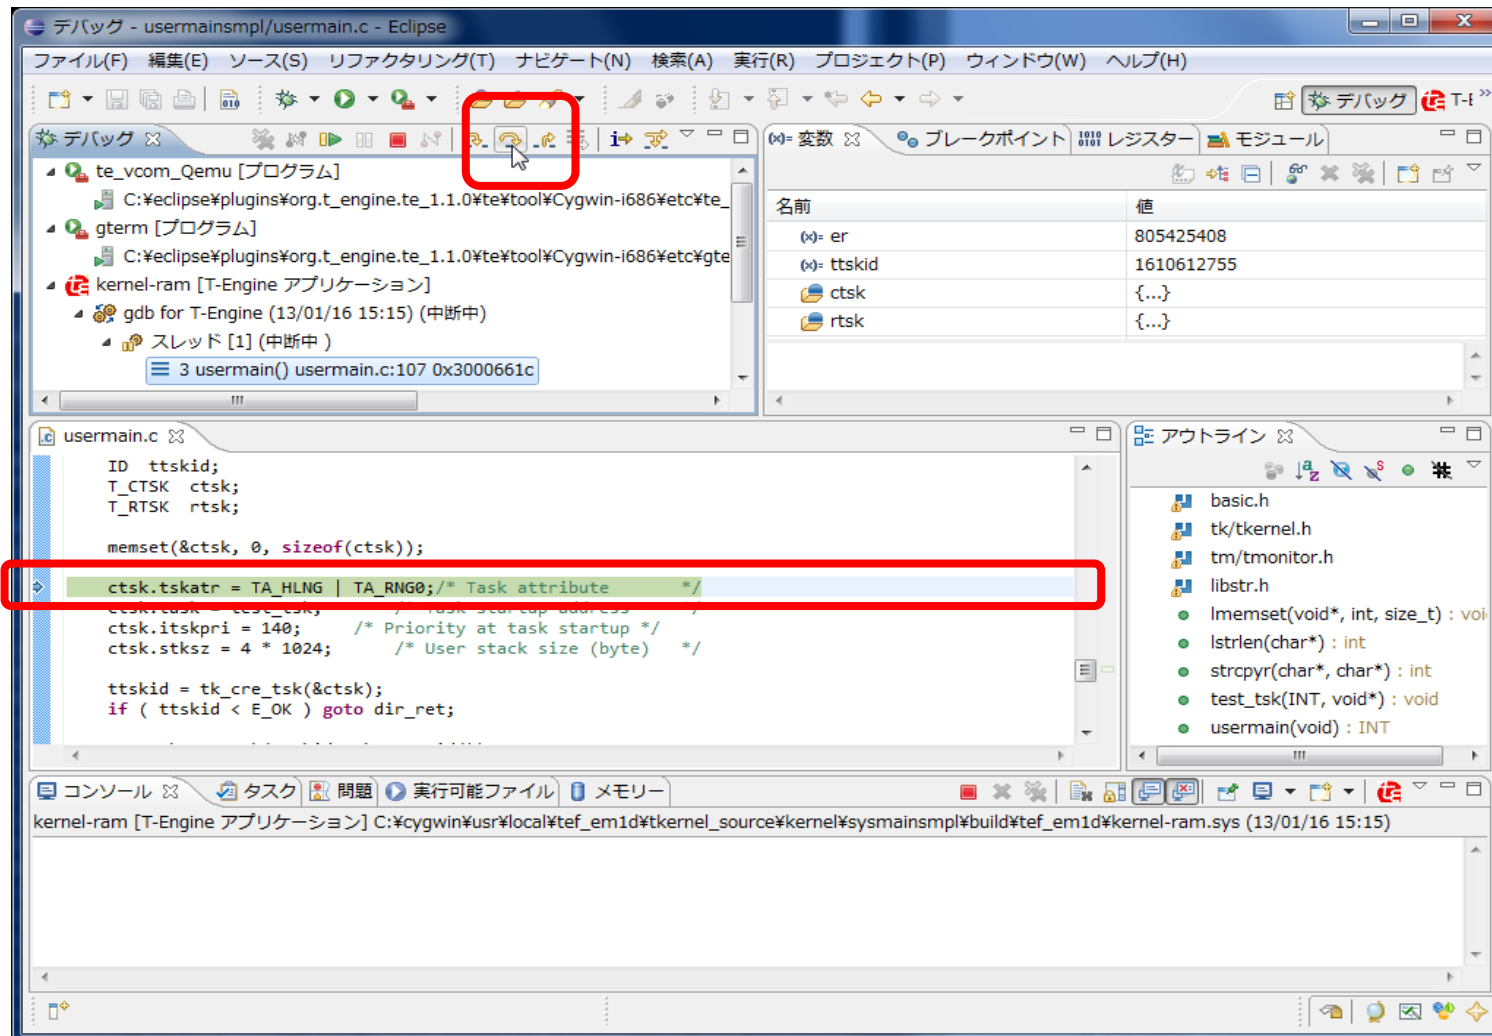 デバッグ - usermainsmpl/usermain.c - Eclipse
ファイル(F) 編集(E) ソース(S) リファクタリング(T) ナビゲート(N) 検索(A) 実行(R) プロジェクト(P) ウィンドウ(W) ヘルプ(H)
デバッグ T-E
デバッグ
te_vcom_Qemu [プログラム]
C:¥eclipse¥plugins¥org.t_engine.te_1.1.0¥te¥tool¥Cygwin-i686¥etc¥te_
gterm [プログラム]
C:¥eclipse¥plugins¥org.t_engine.te_1.1.0¥te¥tool¥Cygwin-i686¥etc¥gte
kernel-ram [T-Engine アプリケーション]
gdb for T-Engine (13/01/16 15:15) (中断中)
スレッド [1] (中断中 )
3 usermain() usermain.c:107 0x3000661c
変数 ブレークポイント レジスター モジュール
名前 値
er 805425408
ttskid 1610612755
ctsk {...}
rtsk {...}
usermain.c
ID ttskid;
T_CTSK ctsk;
T_RTSK rtsk;
memset(&ctsk, 0, sizeof(ctsk));
ctsk.tskatr = TA_HLNG | TA_RNG0;/* Task attribute */
ctsk.task = test_tsk; /* Task startup address */
ctsk.itskpri = 140; /* Priority at task startup */
ctsk.stksz = 4 * 1024; /* User stack size (byte) */
ttskid = tk_cre_tsk(&ctsk);
if ( ttskid < E_OK ) goto dir_ret;
アウトライン
basic.h
tk/tkernel.h
tm/tmonitor.h
libstr.h
lmemset(void*, int, size_t) : voi
lstrlen(char*) : int
strcpyr(char*, char*) : int
test_tsk(INT, void*) : void
usermain(void) : INT
コンソール タスク 問題 実行可能ファイル メモリー
kernel-ram [T-Engine アプリケーション] C:¥cygwin¥usr¥local¥tef_em1d¥tkernel_source¥kernel¥sysmainsmpl¥build¥tef_em1d¥kernel-ram.sys (13/01/16 15:15)